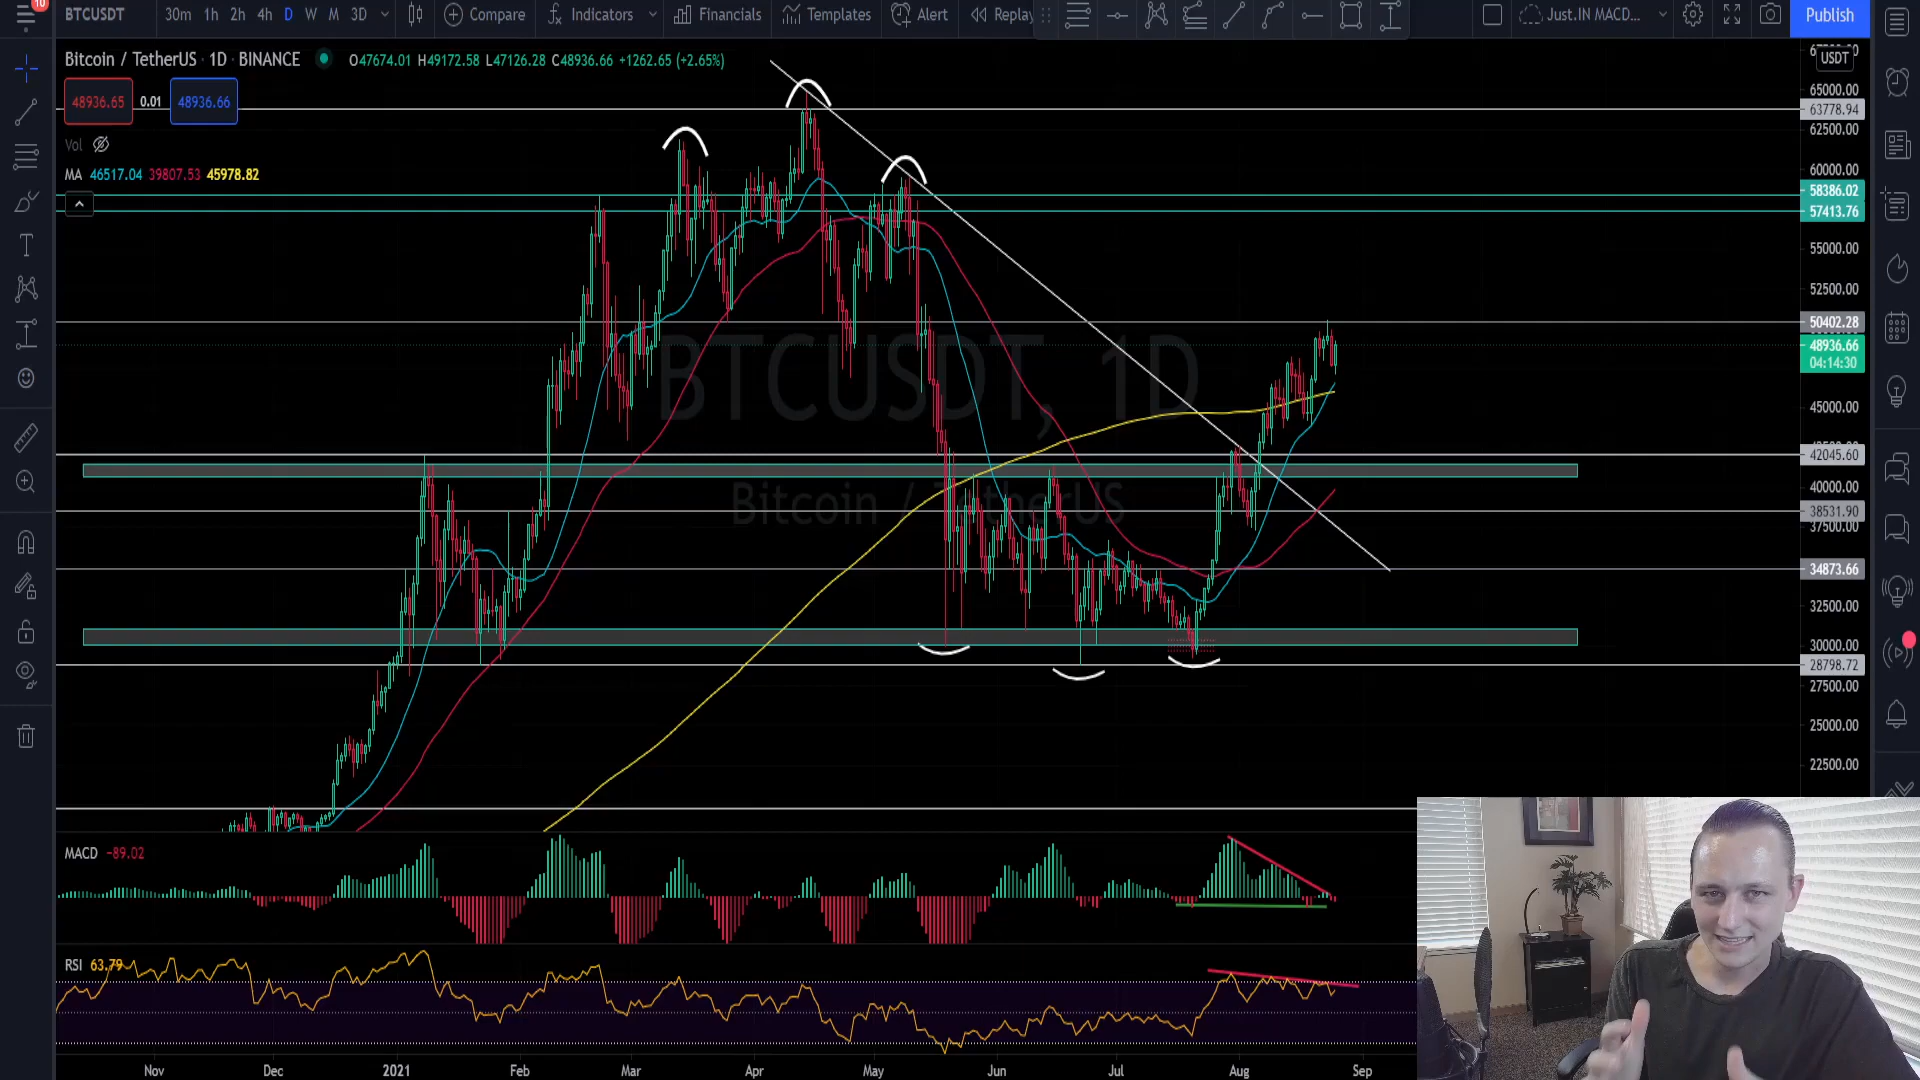 10
BTCUSDT 30m 1h 2h 4h D W M 3D Compare Indicators Financials Templates Alert Replay Just.IN MACD... Publish
Bitcoin / TetherUS · 1D · BINANCE O47674.01 H49172.58 L47126.28 C48936.66 +1262.65 (+2.65%)
USDT
48936.65 0.01 48936.66
65000.00
63778.94
62500.00
Vol
MA 46517.04 39807.53 45978.82
60000.00
58386.02
57413.76
55000.00
52500.00
50402.28
48936.66
04:14:30
BTCUSDT, 1D
45000.00
42045.60
40000.00
Bitcoin / TetherUS
38531.90
37500.00
34873.66
32500.00
30000.00
28798.72
27500.00
25000.00
22500.00
MACD -89.02
RSI 63.79
Nov Dec 2021 Feb Mar Apr May Jun Jul Aug Sep